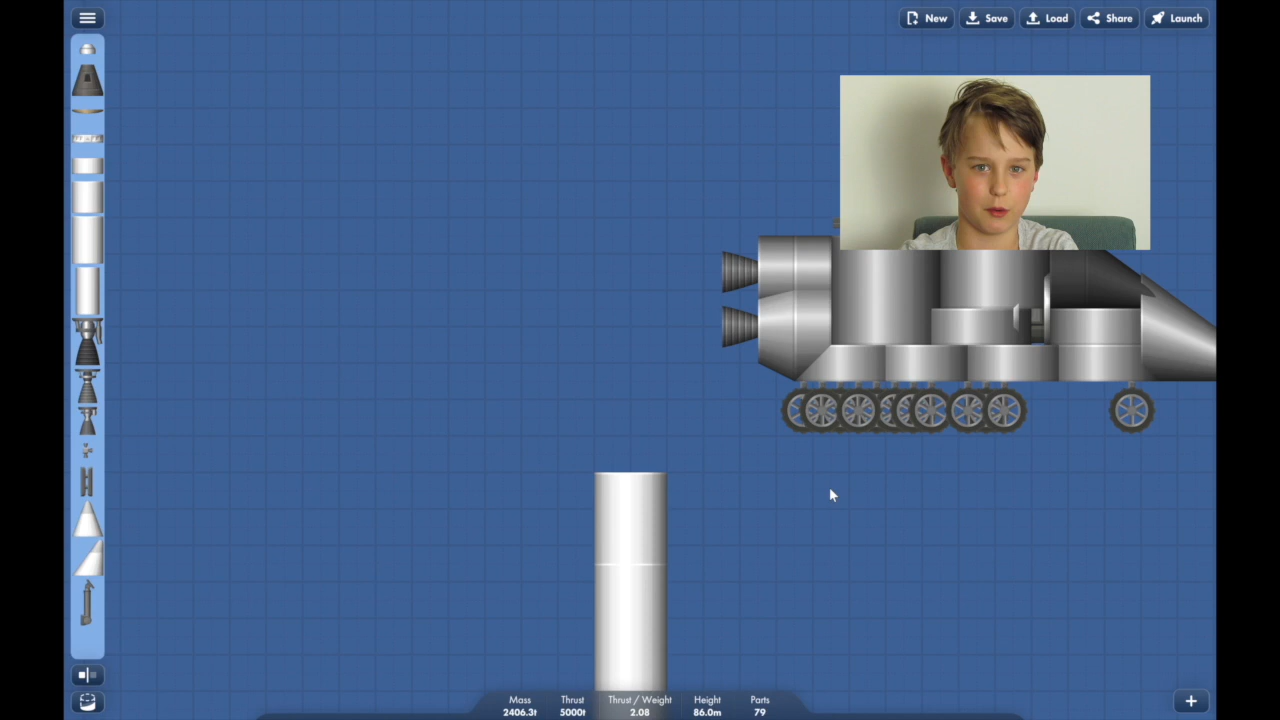 New Save Load Share Launch
Mass Thrust Thrust / Weight Height Parts
2406.3t 5000t 2.08 86.0m 79